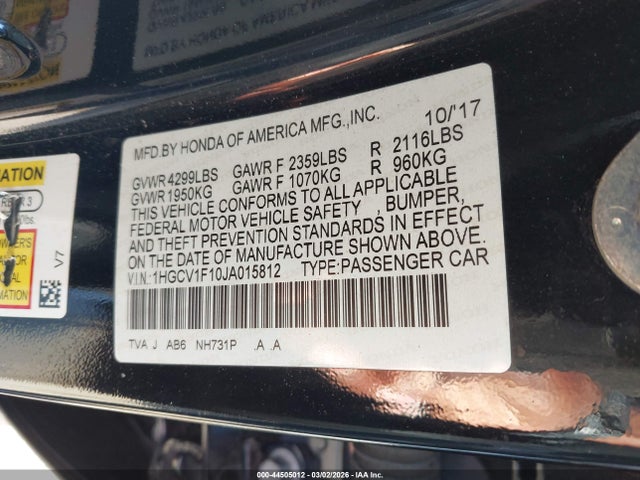 MFD.BY HONDA OF AMERICA MFG.,INC. 10/'17
GVWR 4299LBS GAWR F 2359LBS R 2116LBS
GVWR 1950KG GAWR F 1070KG R 960KG
THIS VEHICLE CONFORMS TO ALL APPLICABLE
FEDERAL MOTOR VEHICLE SAFETY , BUMPER,
AND THEFT PREVENTION STANDARDS IN EFFECT
ON THE DATE OF MANUFACTURE SHOWN ABOVE.
V.I.N.:1HGCV1F10JA015812 TYPE:PASSENGER CAR
TVA J AB6 NH731P .A .A
V7
000-44505012 - 03/02/2026 - IAA Inc.